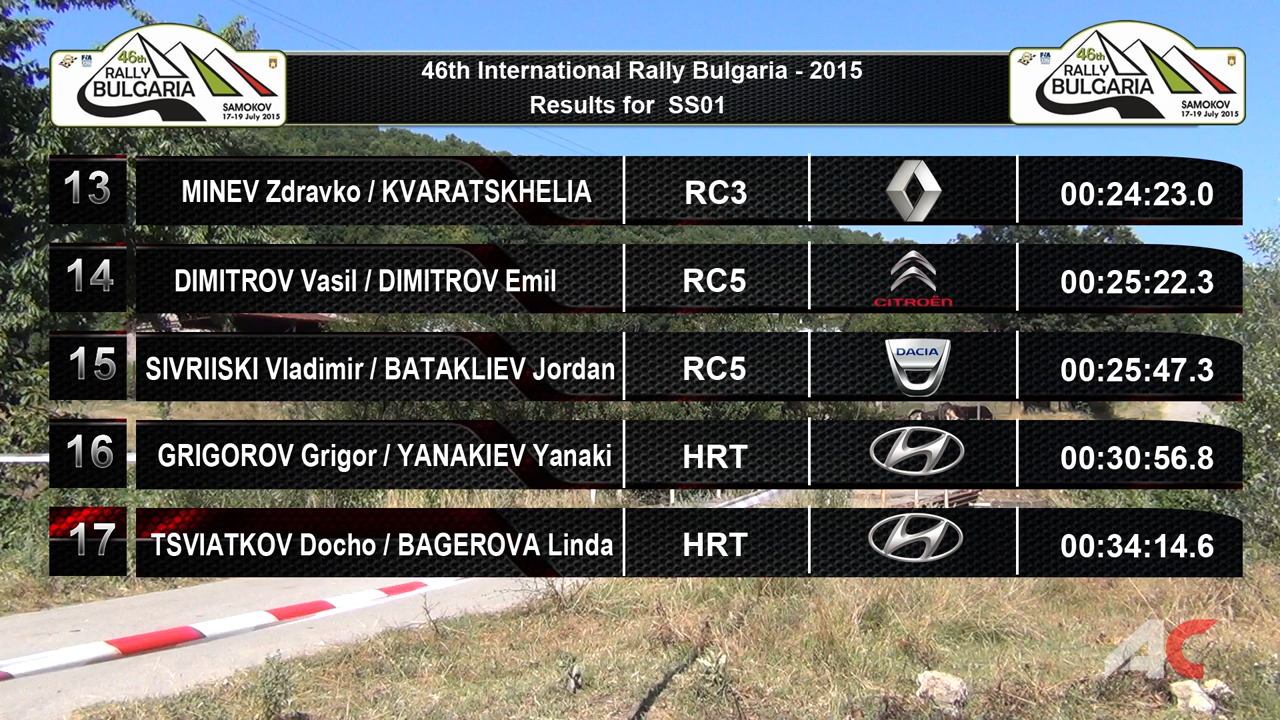 46th International Rally Bulgaria - 2015
Results for SS01
46th
RALLY
BULGARIA
SAMOKOV
17-19 July 2015
46th
RALLY
BULGARIA
SAMOKOV
17-19 July 2015
13 MINEV Zdravko / KVARATSKHELIA RC3 00:24:23.0
14 DIMITROV Vasil / DIMITROV Emil RC5 CITROËN 00:25:22.3
15 SIVRIISKI Vladimir / BATAKLIEV Jordan RC5 DACIA 00:25:47.3
16 GRIGOROV Grigor / YANAKIEV Yanaki HRT 00:30:56.8
17 TSVIATKOV Docho / BAGEROVA Linda HRT 00:34:14.6
AC